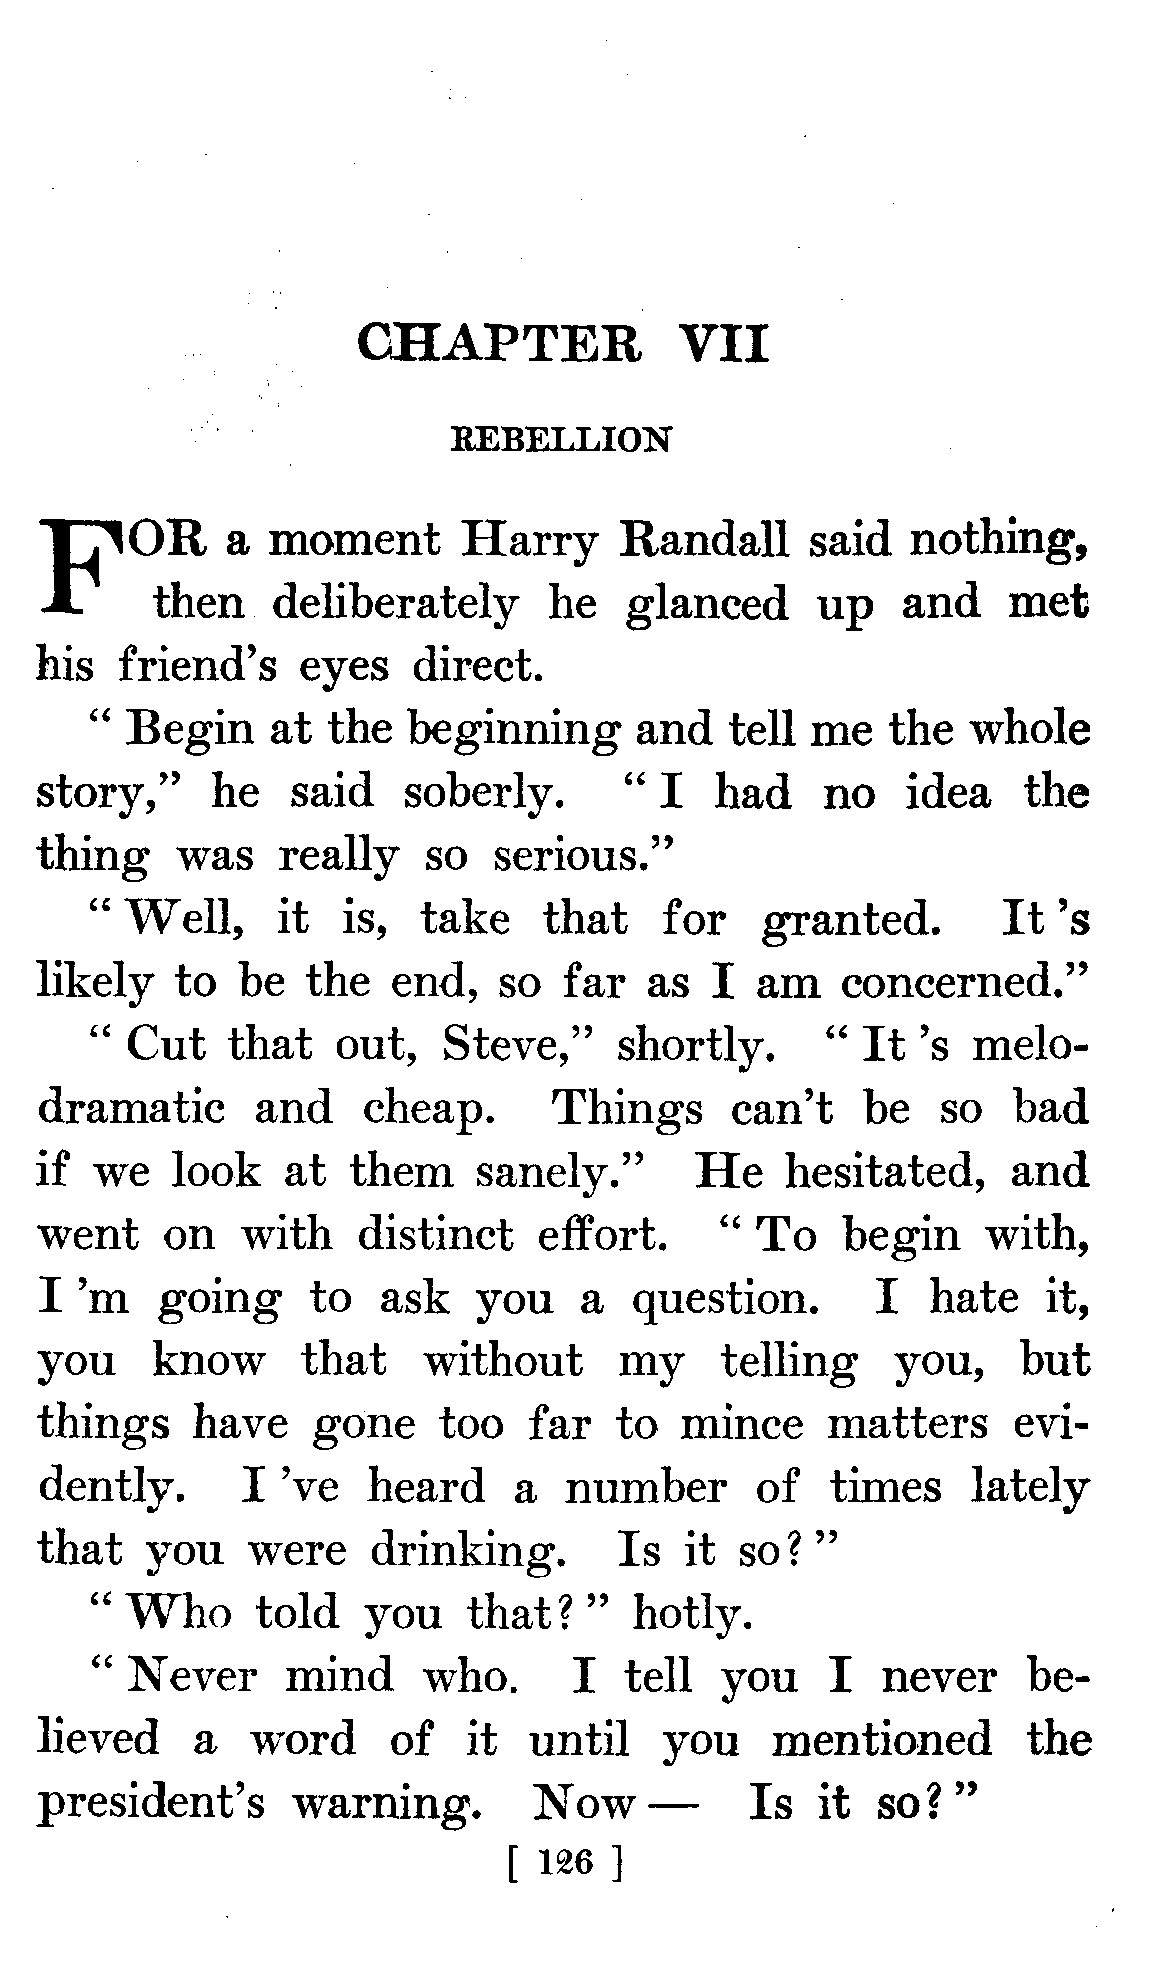 CHAPTER VII
REBELLION
FOR a moment Harry Randall said nothing,
then deliberately he glanced up and met
his friend's eyes direct.
"Begin at the beginning and tell me the whole
story," he said soberly. "I had no idea the
thing was really so serious."
"Well, it is, take that for granted. It 's
likely to be the end, so far as I am concerned."
"Cut that out, Steve," shortly. "It 's melo-
dramatic and cheap. Things can't be so bad
if we look at them sanely." He hesitated, and
went on with distinct effort. "To begin with,
I 'm going to ask you a question. I hate it,
you know that without my telling you, but
things have gone too far to mince matters evi-
dently. I 've heard a number of times lately
that you were drinking. Is it so?"
"Who told you that?" hotly.
"Never mind who. I tell you I never be-
lieved a word of it until you mentioned the
president's warning. Now— Is it so?"
[ 126 ]